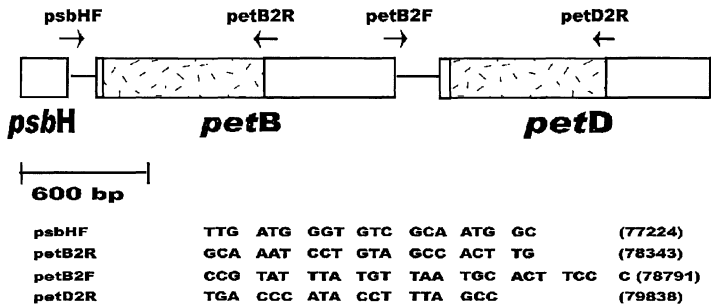 psbHF petB2R petB2F petD2R
psbH petB petD
600 bp
psbHF TTG ATG GGT GTC GCA ATG GC (77224)
petB2R GCA AAT CCT GTA GCC ACT TG (78343)
petB2F CCG TAT TTA TGT TAA TGC ACT TCC C (78791)
petD2R TGA CCC ATA CCT TTA GCC (79838)